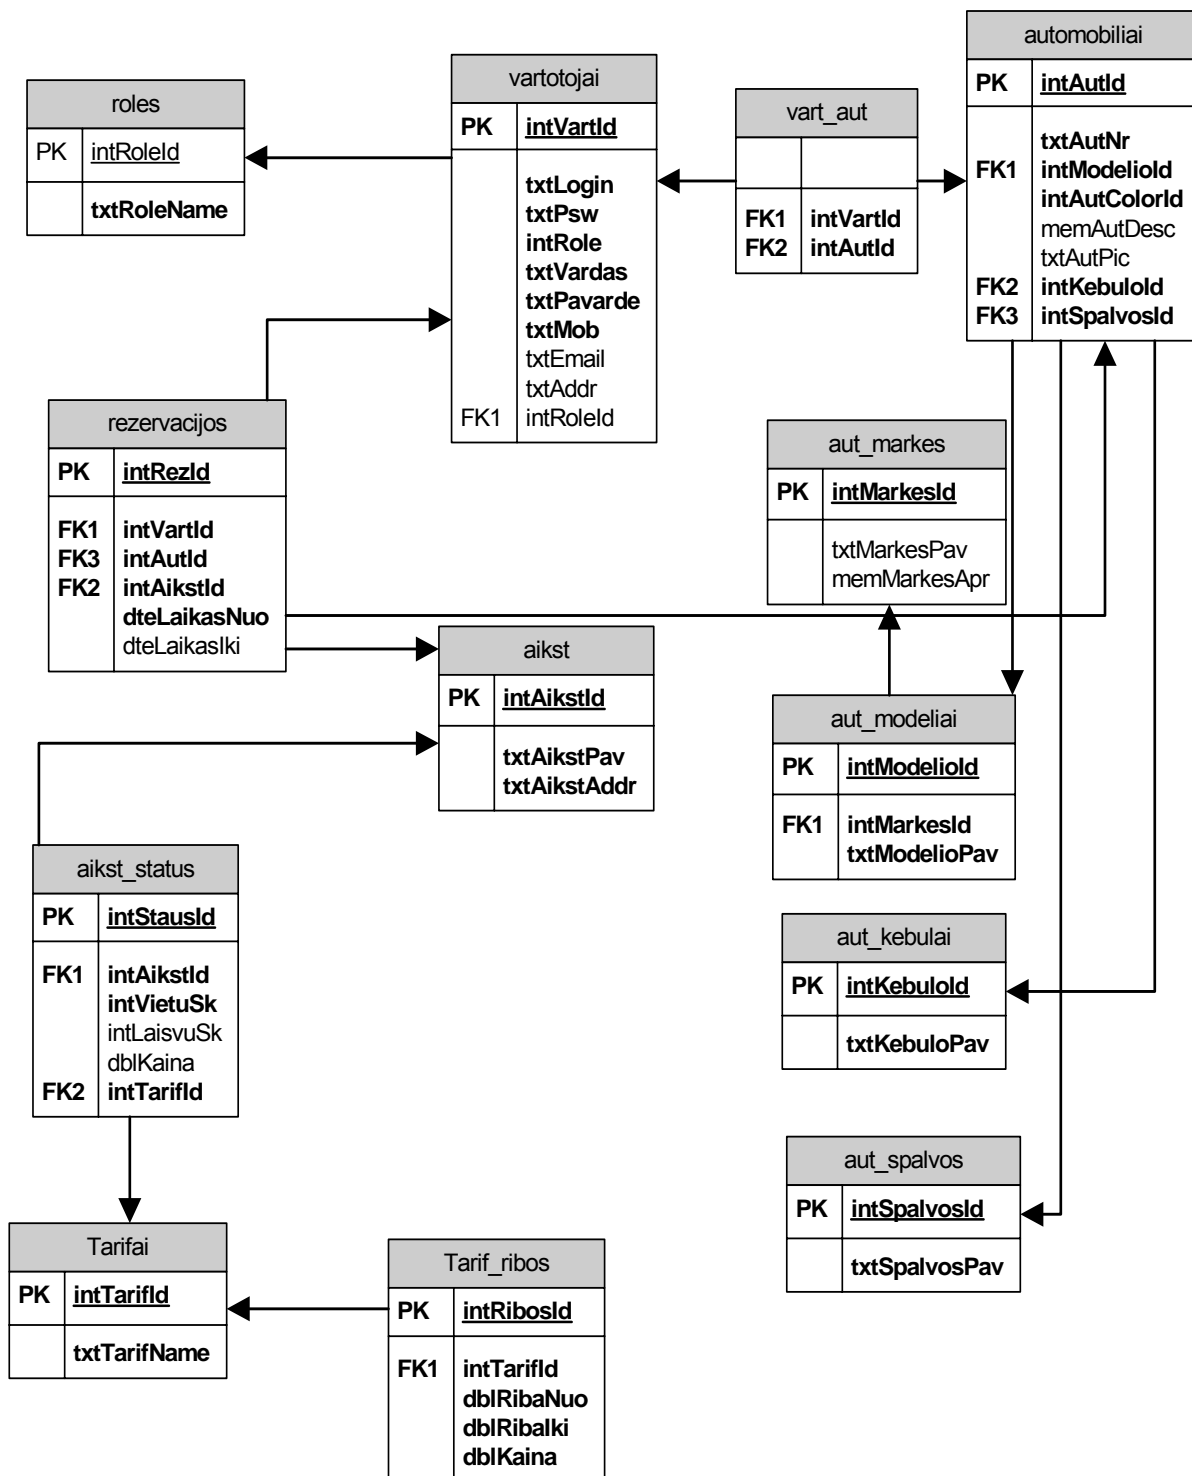 roles
PK intRoleId
txtRoleName
vartotojai
PK intVartId
txtLogin
txtPsw
intRole
txtVardas
txtPavarde
txtMob
txtEmail
txtAddr
FK1 intRoleId
vart_aut
FK1 intVartId
FK2 intAutId
automobiliai
PK intAutId
txtAutNr
FK1 intModelioId
intAutColorId
memAutDesc
txtAutPic
FK2 intKebuloId
FK3 intSpalvosId
rezervacijos
PK intRezId
FK1 intVartId
FK3 intAutId
FK2 intAikstId
dteLaikasNuo
dteLaikasIki
aut_markes
PK intMarkesId
txtMarkesPav
memMarkesApr
aikst
PK intAikstId
txtAikstPav
txtAikstAddr
aut_modeliai
PK intModelioId
FK1 intMarkesId
txtModelioPav
aikst_status
PK intStausId
FK1 intAikstId
intVietuSk
intLaisvuSk
dblKaina
FK2 intTarifId
aut_kebulai
PK intKebuloId
txtKebuloPav
aut_spalvos
PK intSpalvosId
txtSpalvosPav
Tarifai
PK intTarifId
txtTarifName
Tarif_ribos
PK intRibosId
FK1 intTarifId
dblRibaNuo
dblRibaIki
dblKaina